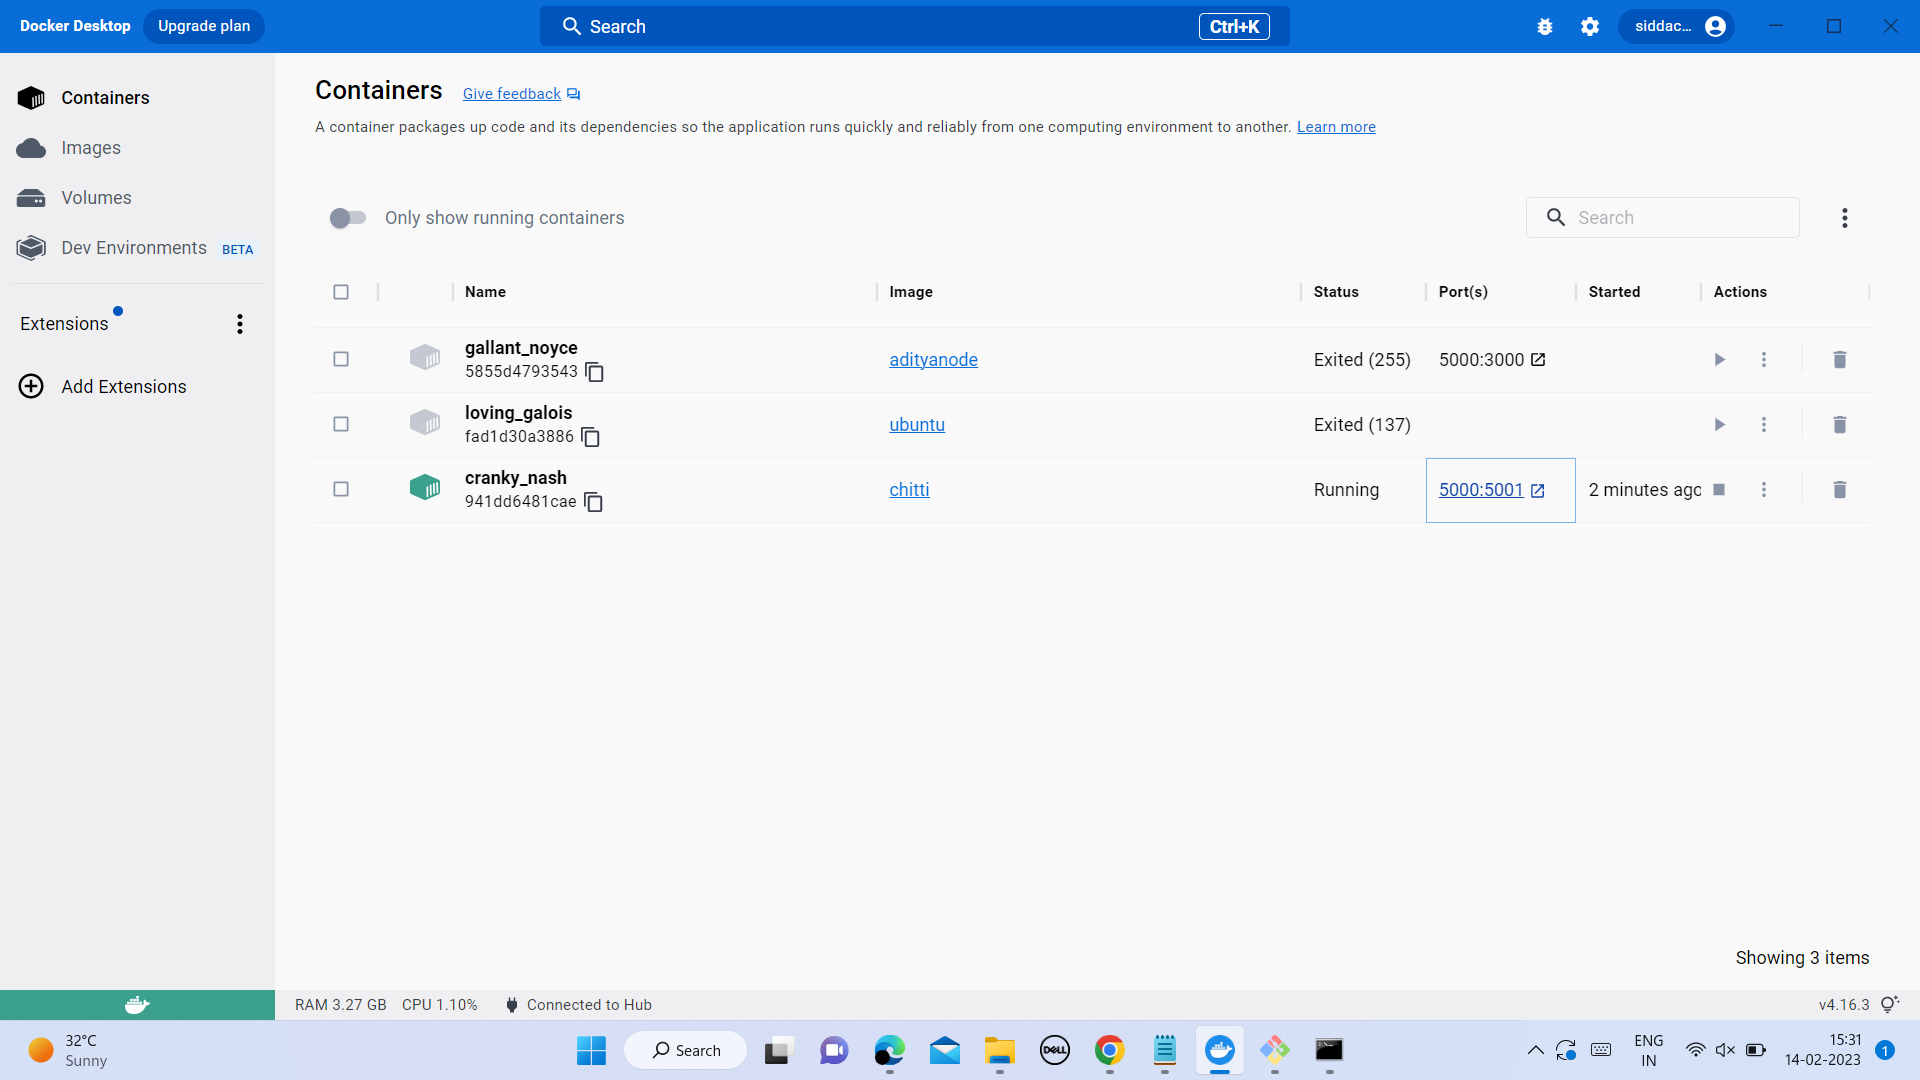 Docker Desktop
Upgrade plan
Search
Ctrl+K
siddac...
Containers
Images
Volumes
Dev Environments BETA
Extensions
Add Extensions
Containers
Give feedback
A container packages up code and its dependencies so the application runs quickly and reliably from one computing environment to another. Learn more
Only show running containers
Search
Name Image Status Port(s) Started Actions
gallant_noyce
5855d4793543
adityanode
Exited (255)
5000:3000
loving_galois
fad1d30a3886
ubuntu
Exited (137)
cranky_nash
941dd6481cae
chitti
Running
5000:5001
2 minutes ago
Showing 3 items
RAM 3.27 GB CPU 1.10% Connected to Hub
v4.16.3
32°C
Sunny
Search
DELL
ENG
IN
15:31
14-02-2023
1